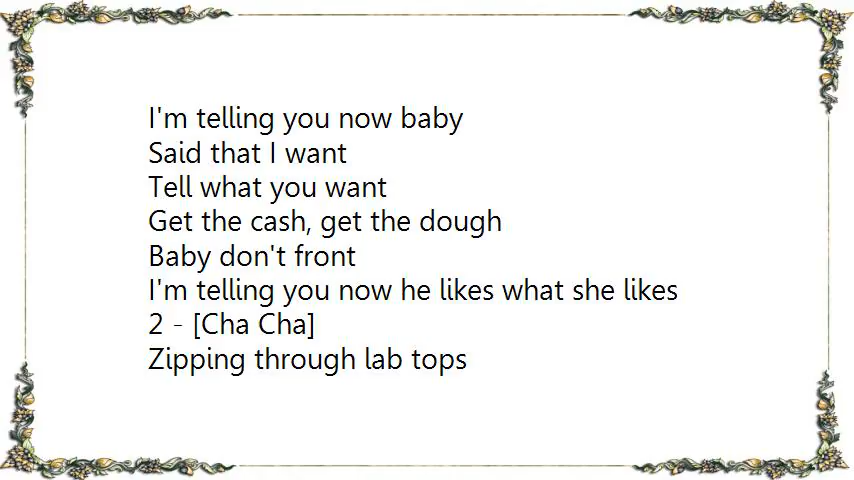 I'm telling you now baby
Said that I want
Tell what you want
Get the cash, get the dough
Baby don't front
I'm telling you now he likes what she likes
2 - [Cha Cha]
Zipping through lab tops